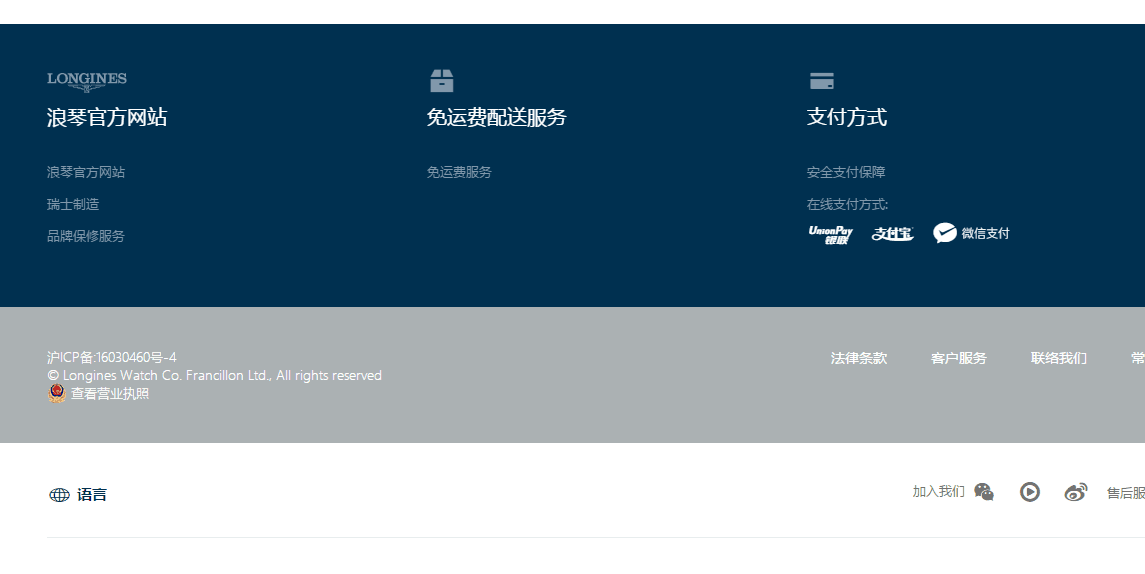 LONGINES
浪琴官方网站
浪琴官方网站
瑞士制造
品牌保修服务
免运费配送服务
免运费服务
支付方式
安全支付保障
在线支付方式:
UnionPay 银联 支付宝 微信支付
沪ICP备:16030460号-4
© Longines Watch Co. Francillon Ltd., All rights reserved
查看营业执照
法律条款 客户服务 联络我们 常
语言
加入我们 售后服